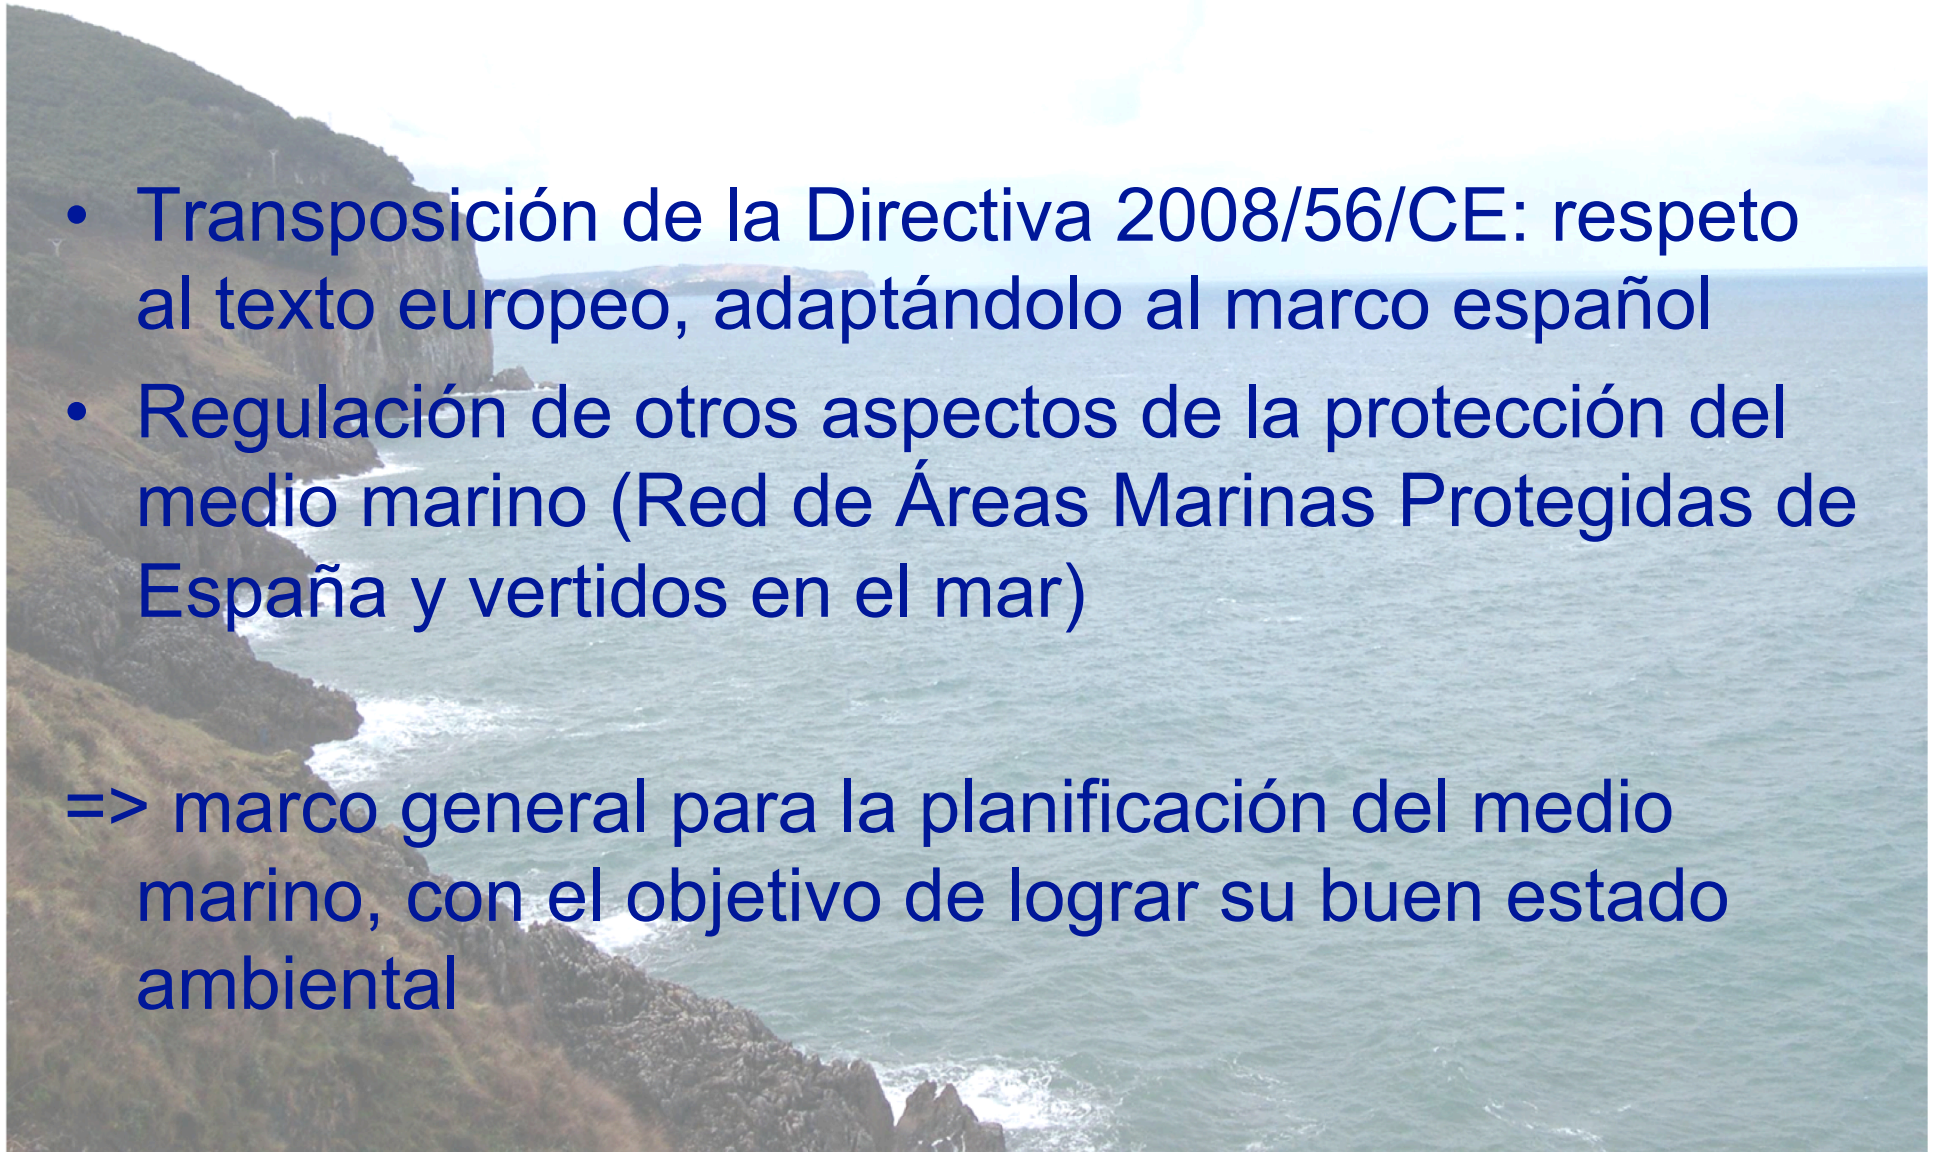 • Transposición de la Directiva 2008/56/CE: respeto
al texto europeo, adaptándolo al marco español
• Regulación de otros aspectos de la protección del
medio marino (Red de Áreas Marinas Protegidas de
España y vertidos en el mar)
=> marco general para la planificación del medio
marino, con el objetivo de lograr su buen estado
ambiental